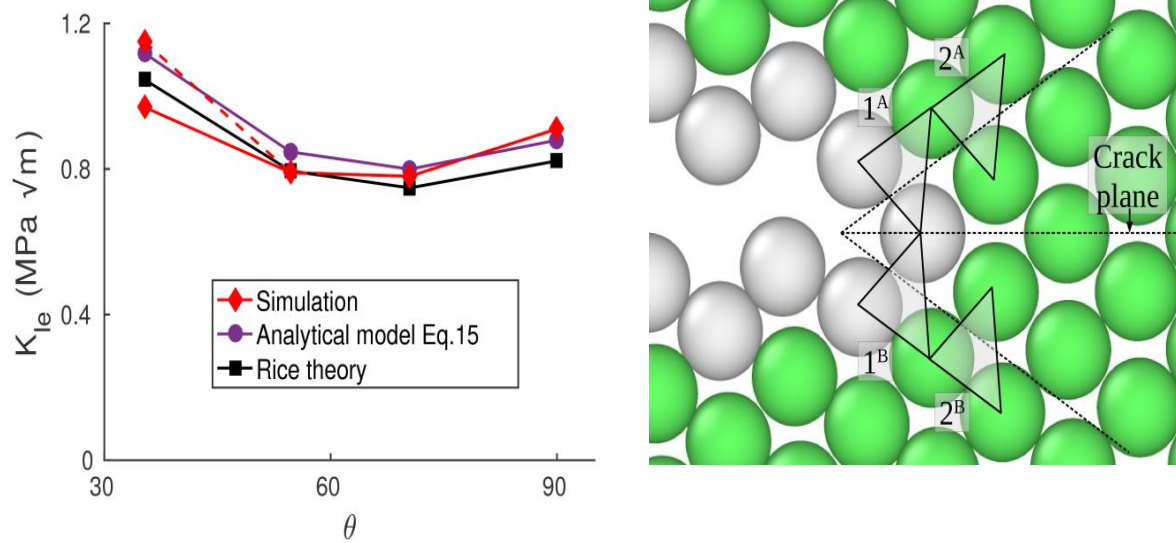 1.2
0.8
0.4
0
K_Ie (MPa √m)
30
60
90
θ
Simulation
Analytical model Eq.15
Rice theory
2^A
1^A
Crack
plane
1^B
2^B